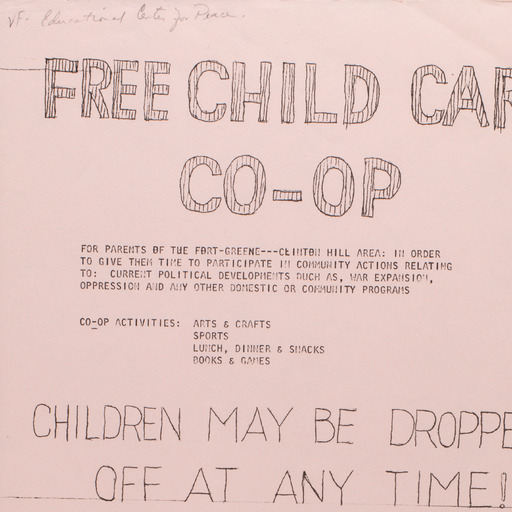 VF- Educational Center for Peace.
FREE CHILD CAR
CO-OP
FOR PARENTS OF THE FORT-GREENE---CLINTON HILL AREA: IN ORDER
TO GIVE THEM TIME TO PARTICIPATE IN COMMUNITY ACTIONS RELATING
TO: CURRENT POLITICAL DEVELOPMENTS DUCH AS, WAR EXPANSION,
OPPRESSION AND ANY OTHER DOMESTIC OR COMMUNITY PROGRAMS
CO-OP ACTIVITIES: ARTS & CRAFTS
SPORTS
LUNCH, DINNER & SNACKS
BOOKS & GAMES
CHILDREN MAY BE DROPPE
OFF AT ANY TIME!